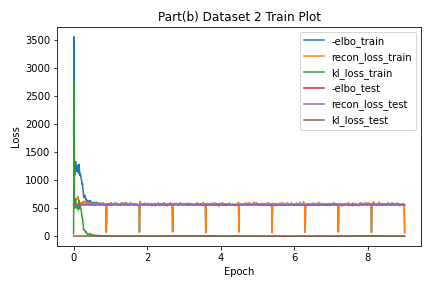 Part(b) Dataset 2 Train Plot
3500
3000
2500
2000
1500
1000
500
0
Loss
-elbo_train
recon_loss_train
kl_loss_train
-elbo_test
recon_loss_test
kl_loss_test
0 2 4 6 8
Epoch